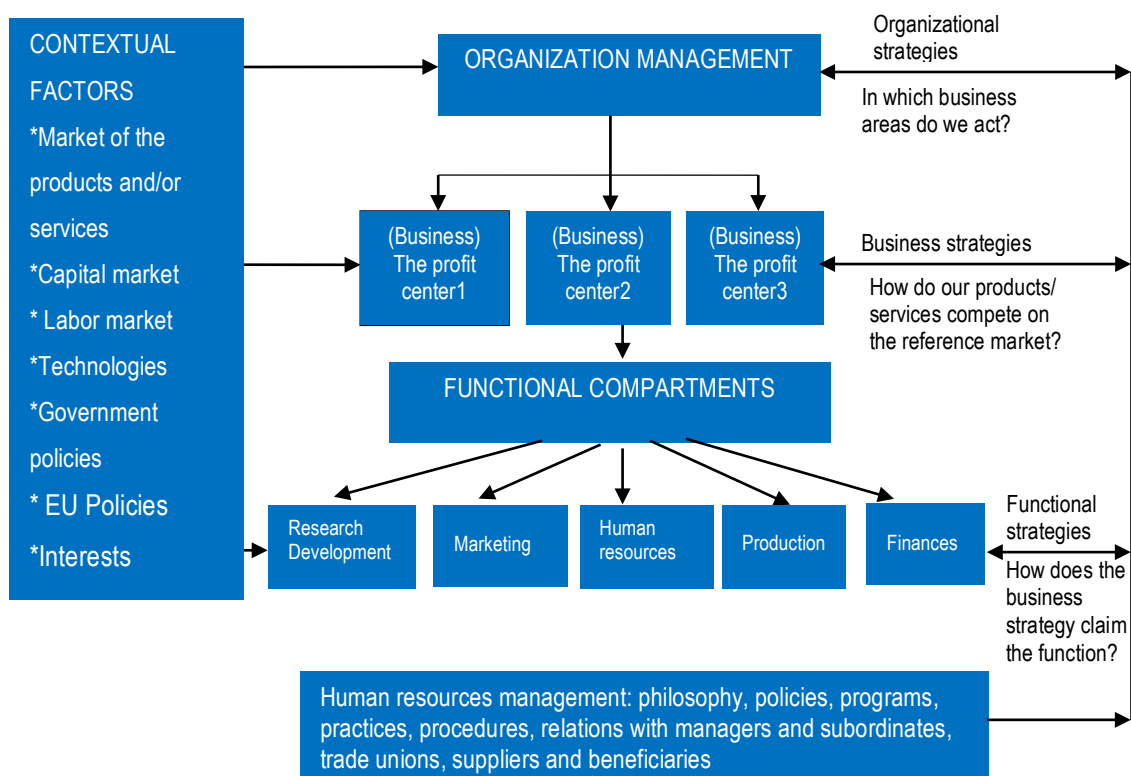 CONTEXTUAL
FACTORS
*Market of the
products and/or
services
*Capital market
* Labor market
*Technologies
*Government
policies
* EU Policies
*Interests
ORGANIZATION MANAGEMENT
Organizational
strategies
In which business
areas do we act?
(Business)
The profit
center1
(Business)
The profit
center2
(Business)
The profit
center3
Business strategies
How do our products/
services compete on
the reference market?
FUNCTIONAL COMPARTMENTS
Research
Development
Marketing
Human
resources
Production
Finances
Functional
strategies
How does the
business
strategy claim
the function?
Human resources management: philosophy, policies, programs,
practices, procedures, relations with managers and subordinates,
trade unions, suppliers and beneficiaries